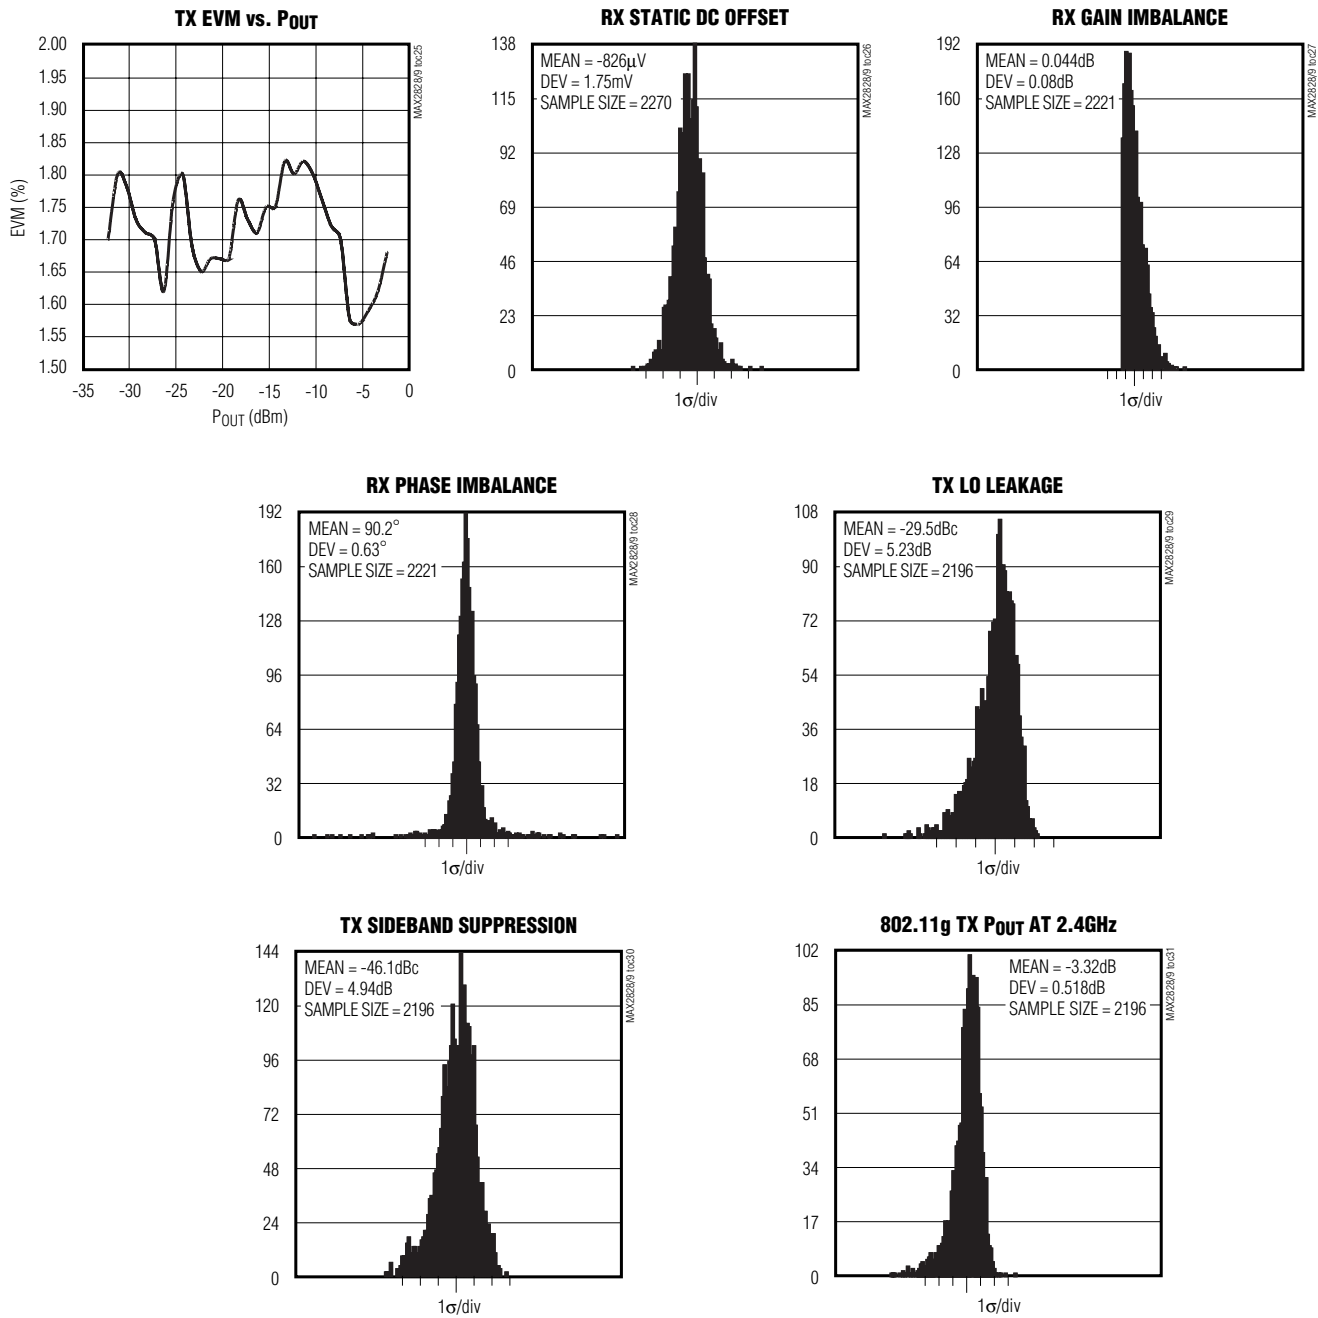 TX EVM vs. POUT
2.00
1.95
1.90
1.85
1.80
1.75
1.70
1.65
1.60
1.55
1.50
EVM (%)
-35 -30 -25 -20 -15 -10 -5 0
POUT (dBm)
MAX2828/9 toc25
RX STATIC DC OFFSET
138
115
92
69
46
23
0
MEAN = -826µV
DEV = 1.75mV
SAMPLE SIZE = 2270
1σ/div
MAX2828/9 toc26
RX GAIN IMBALANCE
192
160
128
96
64
32
0
MEAN = 0.044dB
DEV = 0.08dB
SAMPLE SIZE = 2221
1σ/div
MAX2828/9 toc27
RX PHASE IMBALANCE
192
160
128
96
64
32
0
MEAN = 90.2°
DEV = 0.63°
SAMPLE SIZE = 2221
1σ/div
MAX2828/9 toc28
TX LO LEAKAGE
108
90
72
54
36
18
0
MEAN = -29.5dBc
DEV = 5.23dB
SAMPLE SIZE = 2196
1σ/div
MAX2828/9 toc29
TX SIDEBAND SUPPRESSION
144
120
96
72
48
24
0
MEAN = -46.1dBc
DEV = 4.94dB
SAMPLE SIZE = 2196
1σ/div
MAX2828/9 toc30
802.11g TX POUT AT 2.4GHz
102
85
68
51
34
17
0
MEAN = -3.32dB
DEV = 0.518dB
SAMPLE SIZE = 2196
1σ/div
MAX2828/9 toc31